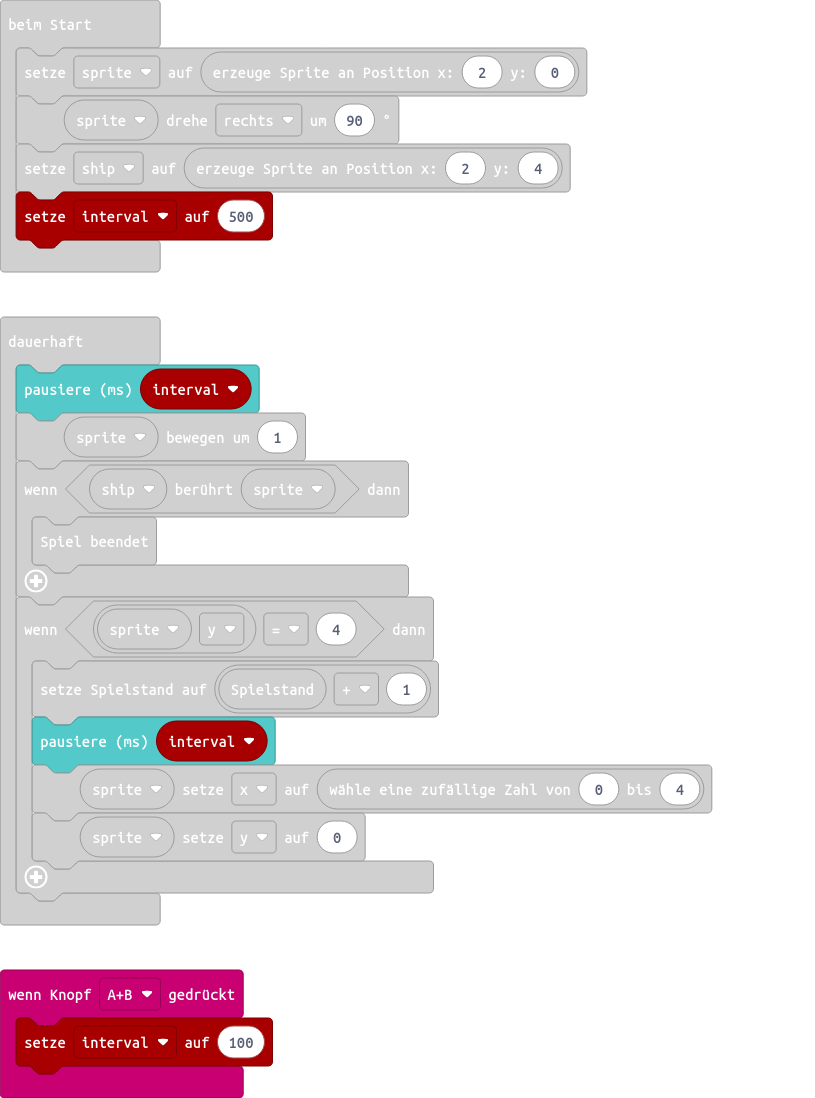 beim Start
setze sprite auf erzeuge Sprite an Position x: 2 y: 0
sprite drehe rechts um 90 °
setze ship auf erzeuge Sprite an Position x: 2 y: 4
setze interval auf 500
dauerhaft
pausiere (ms) interval
sprite bewegen um 1
wenn ship berührt sprite dann
Spiel beendet
wenn sprite y = 4 dann
setze Spielstand auf Spielstand + 1
pausiere (ms) interval
sprite setze x auf wähle eine zufällige Zahl von 0 bis 4
sprite setze y auf 0
wenn Knopf A+B gedrückt
setze interval auf 100